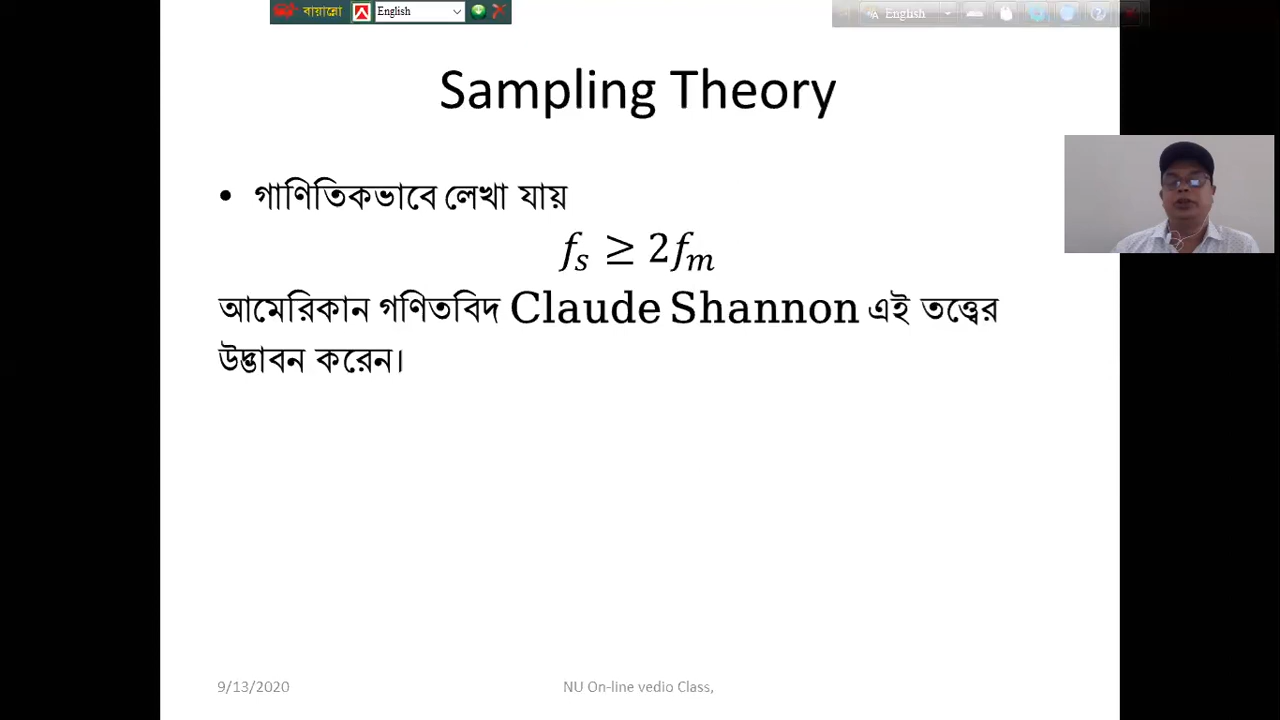 বায়ান্নো English
English
Sampling Theory
• গাণিতিকভাবে লেখা যায়
fₛ ≥ 2fₘ
আমেরিকান গণিতবিদ Claude Shannon এই তত্ত্বের
উদ্ভাবন করেন।
9/13/2020 NU On-line vedio Class,